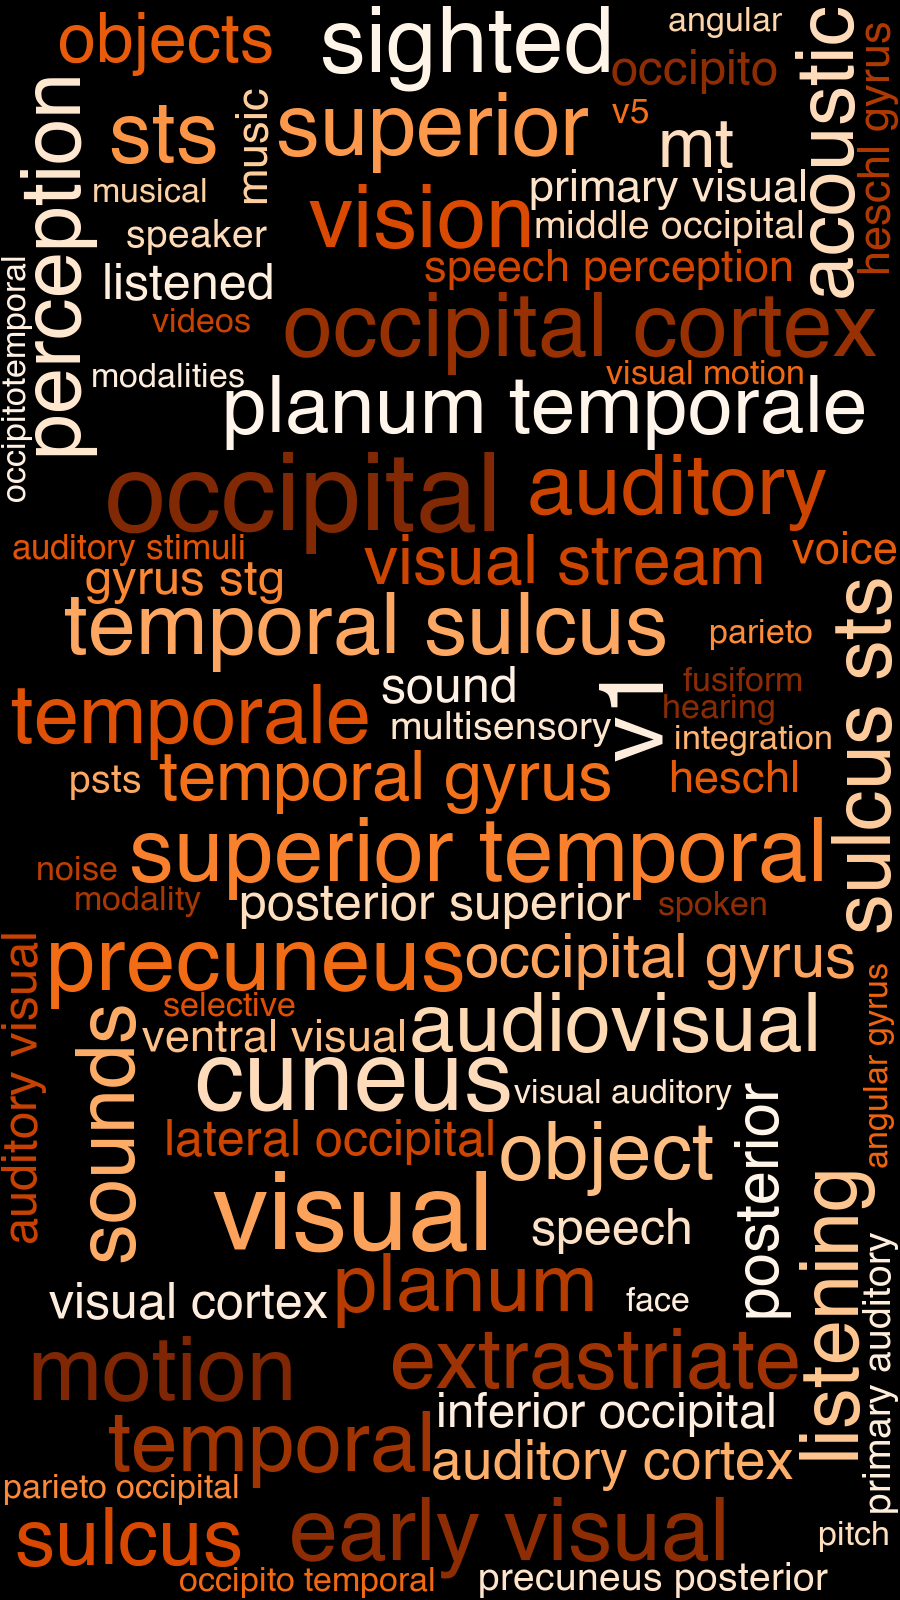 objects
sighted
angular
occipito
acoustic
heschl gyrus
perception
sts
music
superior
v5
mt
musical
primary visual
vision
speaker
middle occipital
listened
speech perception
occipitotemporal
videos
occipital cortex
modalities
visual motion
planum temporale
occipital
auditory
auditory stimuli
visual stream
voice
gyrus stg
temporal sulcus
parieto
sulcus sts
temporale
sound
v1
fusiform
hearing
multisensory
integration
psts
temporal gyrus
heschl
superior temporal
noise
modality
posterior superior
spoken
auditory visual
precuneus
occipital gyrus
angular gyrus
selective
sounds
ventral visual
audiovisual
cuneus
visual auditory
posterior
lateral occipital
object
visual
speech
listening
primary auditory
visual cortex
planum
face
motion
extrastriate
inferior occipital
temporal
auditory cortex
parieto occipital
sulcus
early visual
pitch
occipito temporal
precuneus posterior